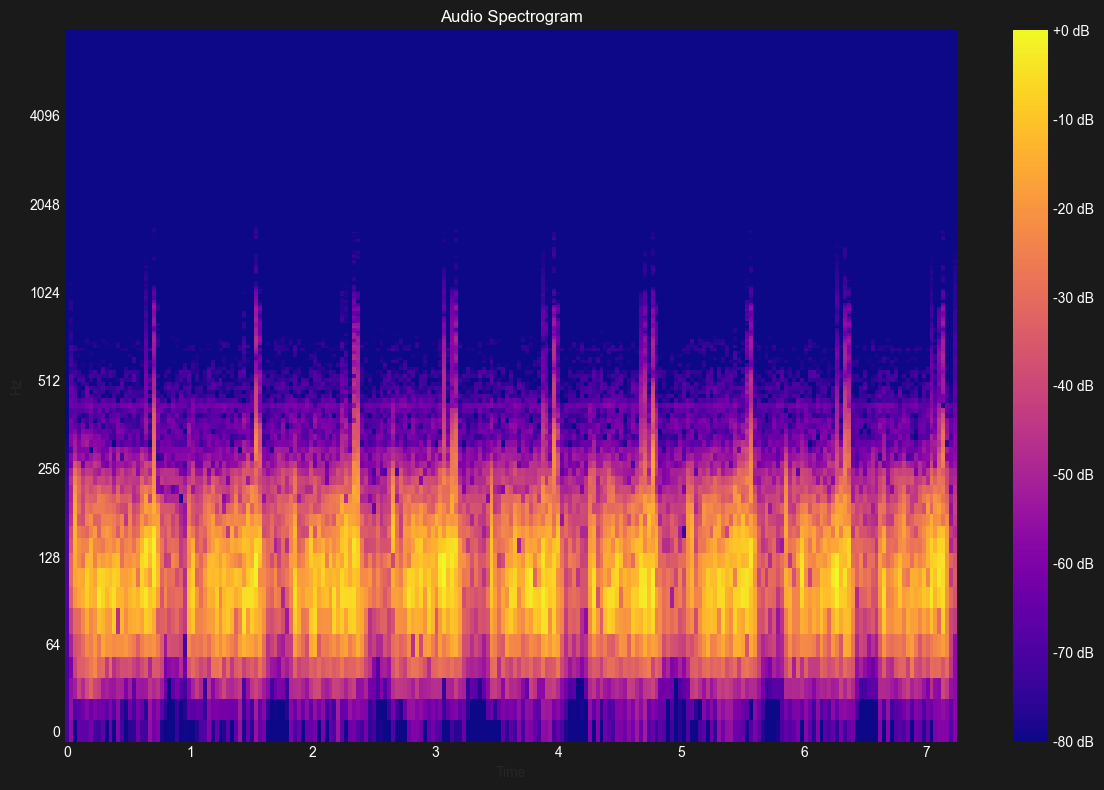 Audio Spectrogram
4096
2048
1024
512
256
128
64
0
Hz
0 1 2 3 4 5 6 7
Time
+0 dB
-10 dB
-20 dB
-30 dB
-40 dB
-50 dB
-60 dB
-70 dB
-80 dB